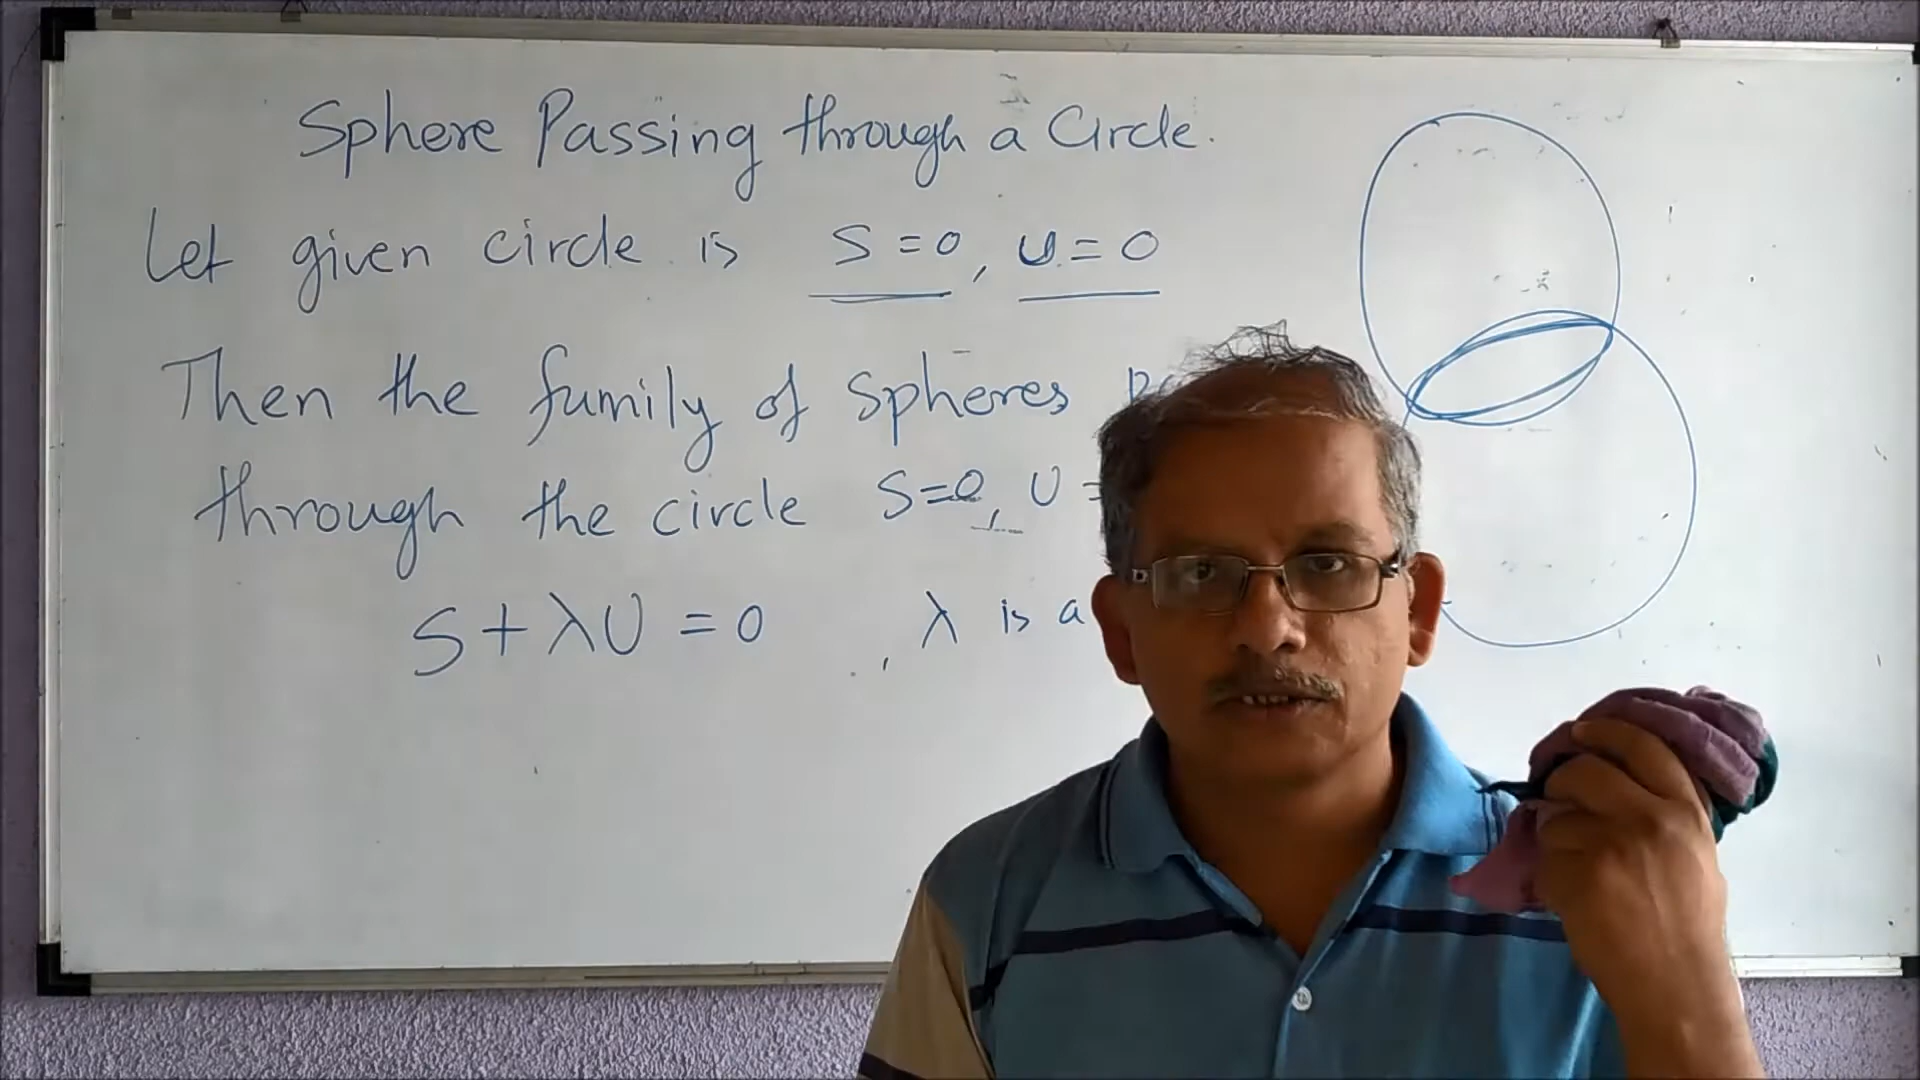 Sphere Passing through a Circle.
Let given circle is S = 0, U = 0
Then the family of Spheres
through the circle S=0, U =
S + λU = 0 , λ is a